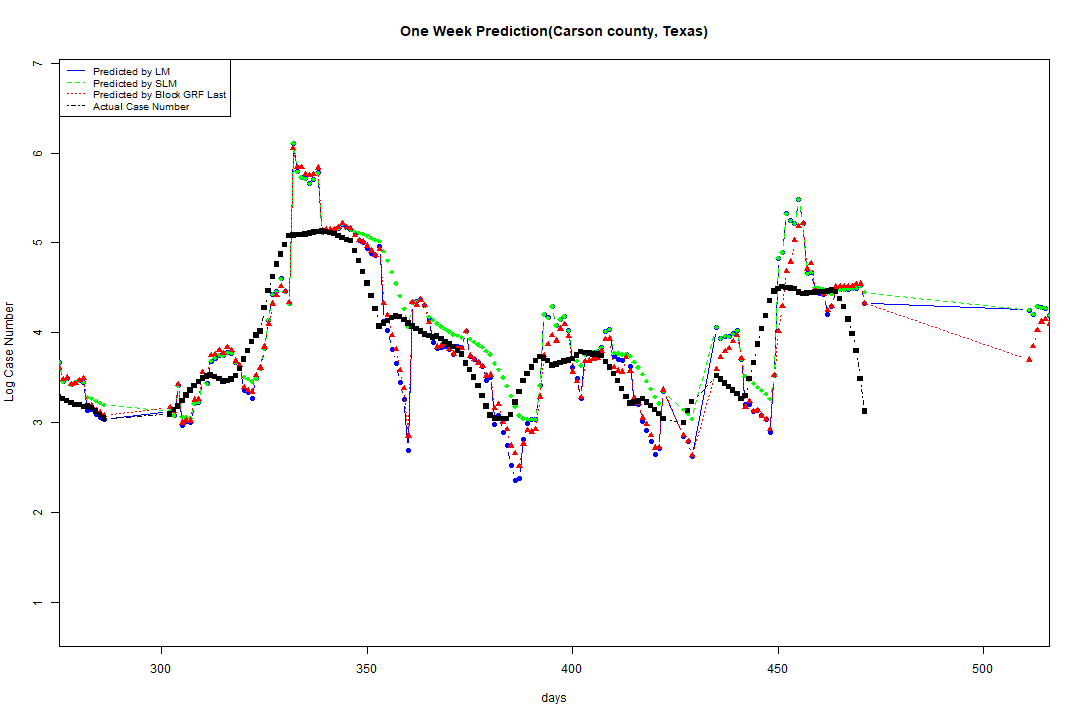 One Week Prediction(Carson county, Texas)
Predicted by LM
Predicted by SLM
Predicted by Block GRF Last
Actual Case Number
7
6
5
4
3
2
1
Log Case Number
300
350
400
450
500
days